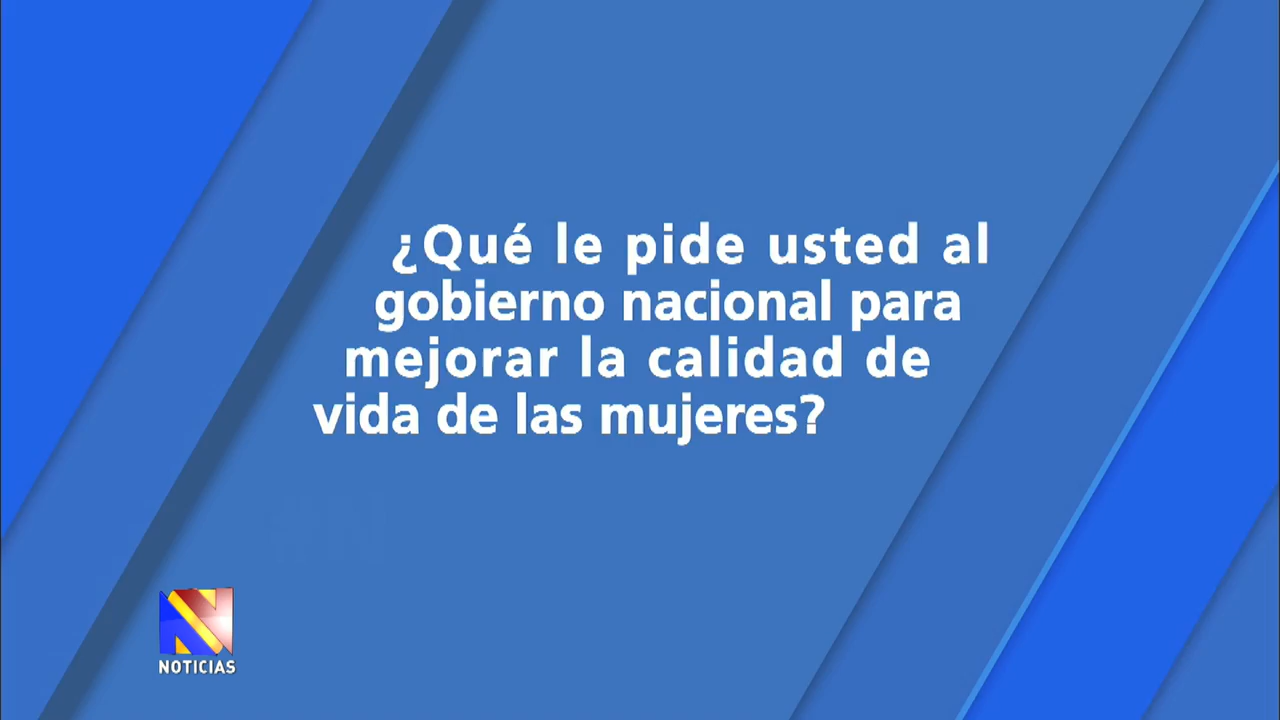 ¿Qué le pide usted al
gobierno nacional para
mejorar la calidad de
vida de las mujeres?
NOTICIAS